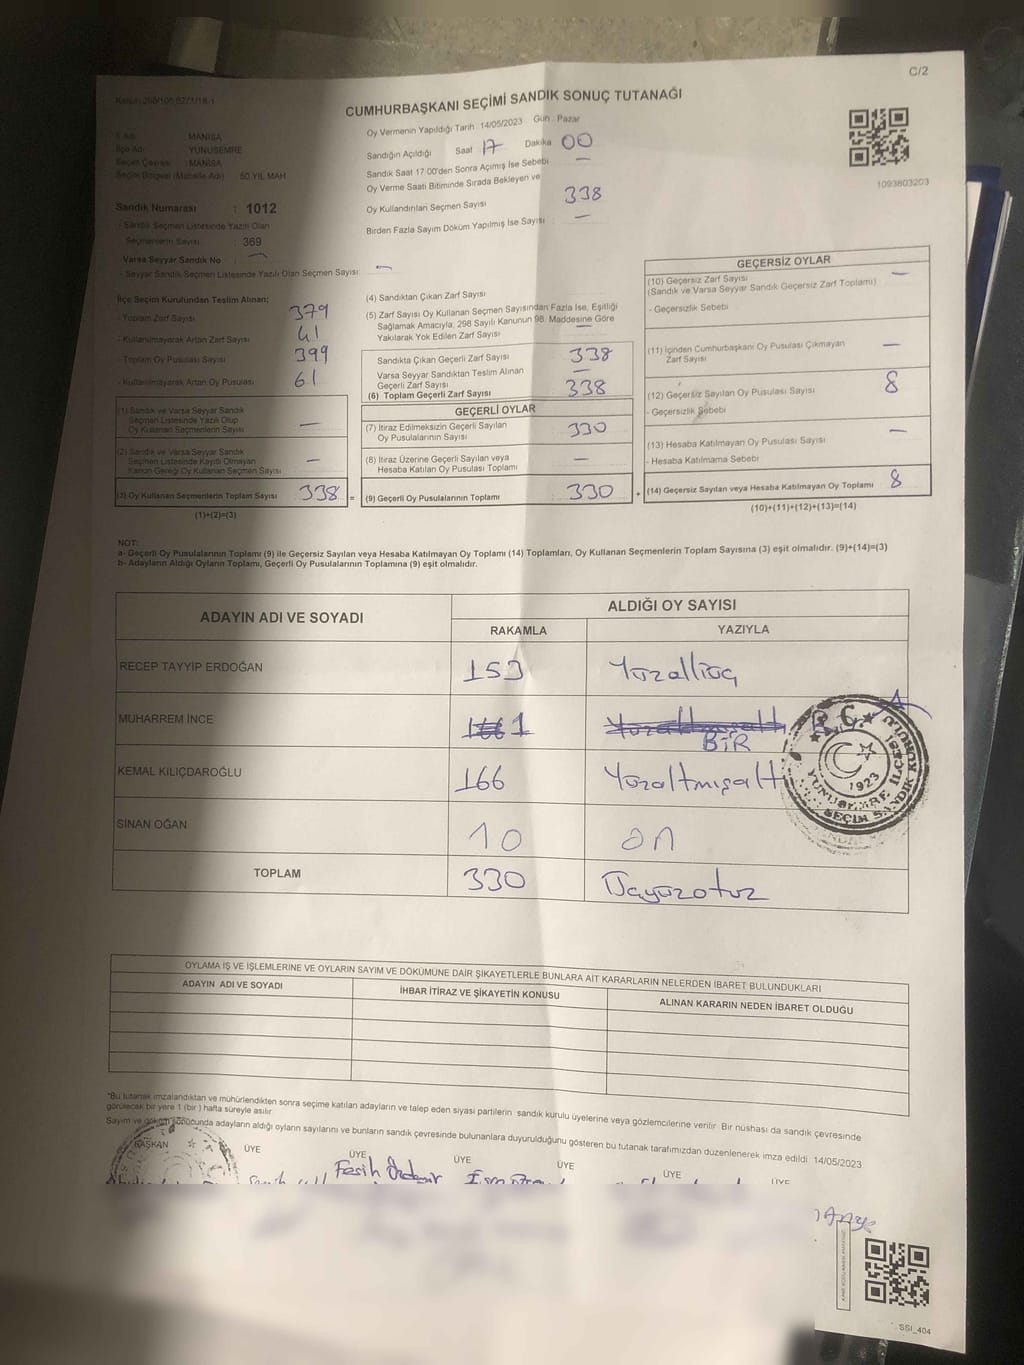 C/2
CUMHURBAŞKANI SEÇİMİ SANDIK SONUÇ TUTANAĞI
İl Adı : MANİSA
İlçe Adı : YUNUSEMRE
Seçim Çevresi : MANİSA
Seçim Bölgesi (Mahalle Adı) 50.YIL MAH
Sandık Numarası : 1012
- Sandık Seçmen Listesinde Yazılı Olan
Seçmenlerin Sayısı : 369
Varsa Seyyar Sandık No —
- Seyyar Sandık Seçmen Listesinde Yazılı Olan Seçmen Sayısı: —
Oy Vermenin Yapıldığı Tarih : 14/05/2023 Gün : Pazar
Sandığın Açıldığı Saat 17 Dakika 00
Sandık Saat 17:00'den Sonra Açımış İse Sebebi —
Oy Verme Saati Bitiminde Sırada Bekleyen ve
Oy Kullandırılan Seçmen Sayısı 338
Birden Fazla Sayım Döküm Yapılmış İse Sayısı : —
1093803203
İlçe Seçim Kurulundan Teslim Alınan;
- Toplam Zarf Sayısı 379
- Kullanılmayarak Artan Zarf Sayısı 41
- Toplam Oy Pusulası Sayısı 399
- Kullanılmayarak Artan Oy Pusulası 61
(1) Sandık ve Varsa Seyyar Sandık
Seçmen Listesinde Yazılı Olup
Oy Kullanan Seçmenlerin Sayısı —
(2) Sandık ve Varsa Seyyar Sandık
Seçmen Listesinde Kayıtlı Olmayan
Kanun Gereği Oy Kullanan Seçmen Sayısı —
(3) Oy Kullanan Seçmenlerin Toplam Sayısı 338 =
(1)+(2)=(3)
(4) Sandıktan Çıkan Zarf Sayısı
(5) Zarf Sayısı Oy Kullanan Seçmen Sayısından Fazla İse, Eşitliği
Sağlamak Amacıyla, 298 Sayılı Kanunun 98. Maddesine Göre
Yakılarak Yok Edilen Zarf Sayısı —
Sandıkta Çıkan Geçerli Zarf Sayısı 338
Varsa Seyyar Sandıktan Teslim Alınan
Geçerli Zarf Sayısı —
(6) Toplam Geçerli Zarf Sayısı 338
GEÇERLİ OYLAR
(7) İtiraz Edilmeksizin Geçerli Sayılan
Oy Pusulalarının Sayısı 330
(8) İtiraz Üzerine Geçerli Sayılan veya
Hesaba Katılan Oy Pusulası Toplamı —
(9) Geçerli Oy Pusulalarının Toplamı 330 +
GEÇERSİZ OYLAR
(10) Geçersiz Zarf Sayısı —
(Sandık ve Varsa Seyyar Sandık Geçersiz Zarf Toplamı)
- Geçersizlik Sebebi
(11) İçinden Cumhurbaşkanı Oy Pusulası Çıkmayan
Zarf Sayısı —
(12) Geçersiz Sayılan Oy Pusulası Sayısı 8
- Geçersizlik Sebebi
(13) Hesaba Katılmayan Oy Pusulası Sayısı —
- Hesaba Katılmama Sebebi
(14) Geçersiz Sayılan veya Hesaba Katılmayan Oy Toplamı 8
(10)+(11)+(12)+(13)=(14)
NOT:
a- Geçerli Oy Pusulalarının Toplamı (9) ile Geçersiz Sayılan veya Hesaba Katılmayan Oy Toplamı (14) Toplamları, Oy Kullanan Seçmenlerin Toplam Sayısına (3) eşit olmalıdır. (9)+(14)=(3)
b- Adayların Aldığı Oyların Toplamı, Geçerli Oy Pusulalarının Toplamına (9) eşit olmalıdır.
ADAYIN ADI VE SOYADI
ALDIĞI OY SAYISI
RAKAMLA YAZIYLA
RECEP TAYYİP ERDOĞAN 153 Yüzelliüç
MUHARREM İNCE 1 BİR
KEMAL KILIÇDAROĞLU 166 Yüzaltmışaltı
SİNAN OĞAN 10 on
TOPLAM 330 Üçyüzotuz
T.C.
YUNUSEMRE İLÇESİ
SEÇİM SANDIK KURULU
1923
OYLAMA İŞ VE İŞLEMLERİNE VE OYLARIN SAYIM VE DÖKÜMÜNE DAİR ŞİKAYETLERLE BUNLARA AİT KARARLARIN NELERDEN İBARET BULUNDUKLARI
ADAYIN ADI VE SOYADI İHBAR İTİRAZ VE ŞİKAYETİN KONUSU ALINAN KARARIN NEDEN İBARET OLDUĞU
*Bu tutanak imzalandıktan ve mühürlendikten sonra seçime katılan adayların ve talep eden siyasi partilerin sandık kurulu üyelerine veya gözlemcilerine verilir. Bir nüshası da sandık çevresinde
görülecek bir yere 1 (bir) hafta süreyle asılır.
Sayım ve döküm sonucunda adayların aldığı oyların sayılarını ve bunların sandık çevresinde bulunanlara duyurulduğunu gösteren bu tutanak tarafımızdan düzenlenerek imza edildi. 14/05/2023
BAŞKAN ÜYE ÜYE ÜYE ÜYE ÜYE ÜYE
Fesih Özdemir
SSI_404